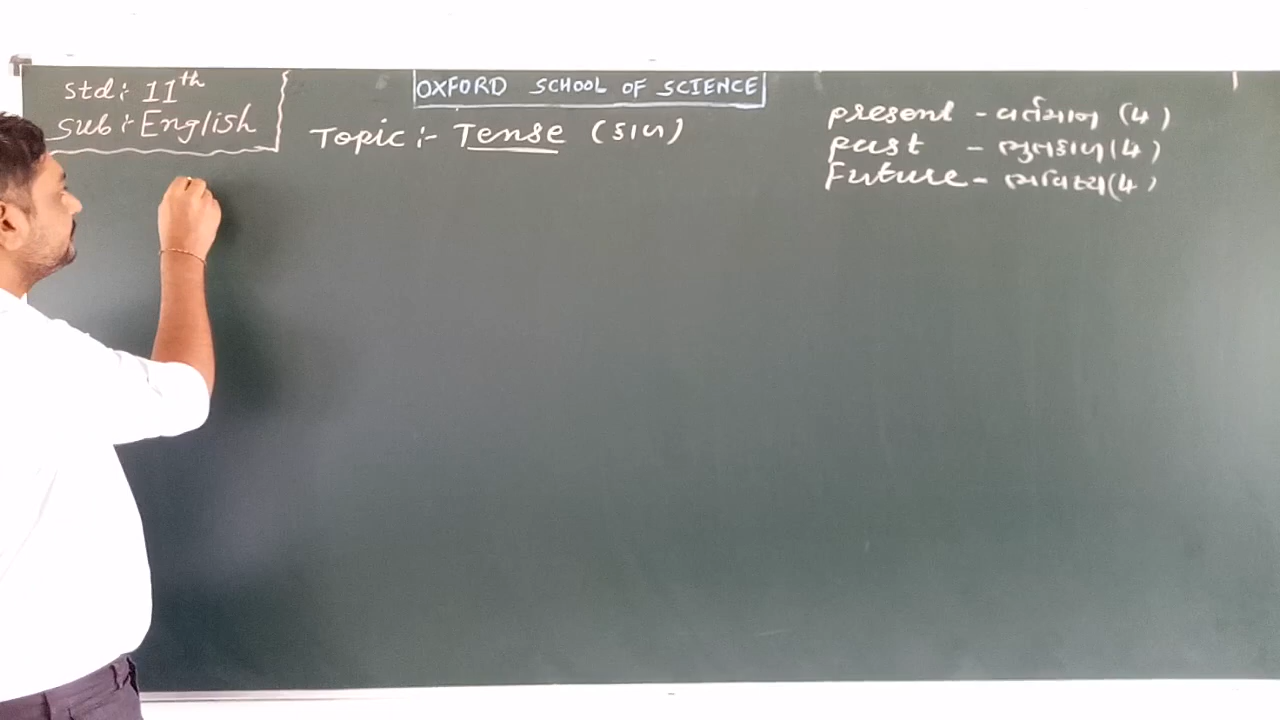 OXFORD SCHOOL OF SCIENCE
Std:- 11th
Sub:- English
Topic:- Tense (કાળ)
present - વર્તમાન (4)
past - ભુતકાળ (4)
Future - ભવિષ્ય (4)